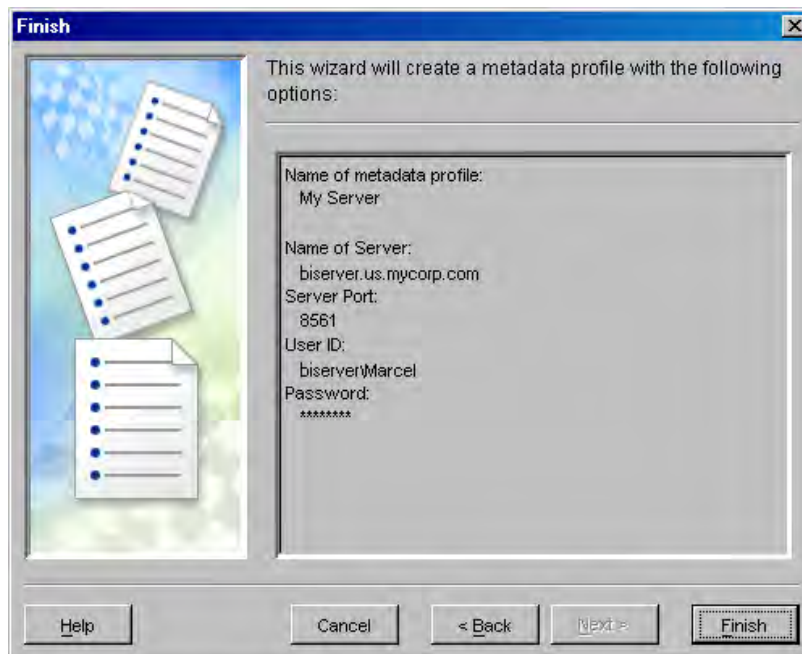 Finish
This wizard will create a metadata profile with the following
options:
Name of metadata profile:
My Server
Name of Server:
biserver.us.mycorp.com
Server Port:
8561
User ID:
biserver\Marcel
Password:
********
Help
Cancel
< Back
Next >
Finish